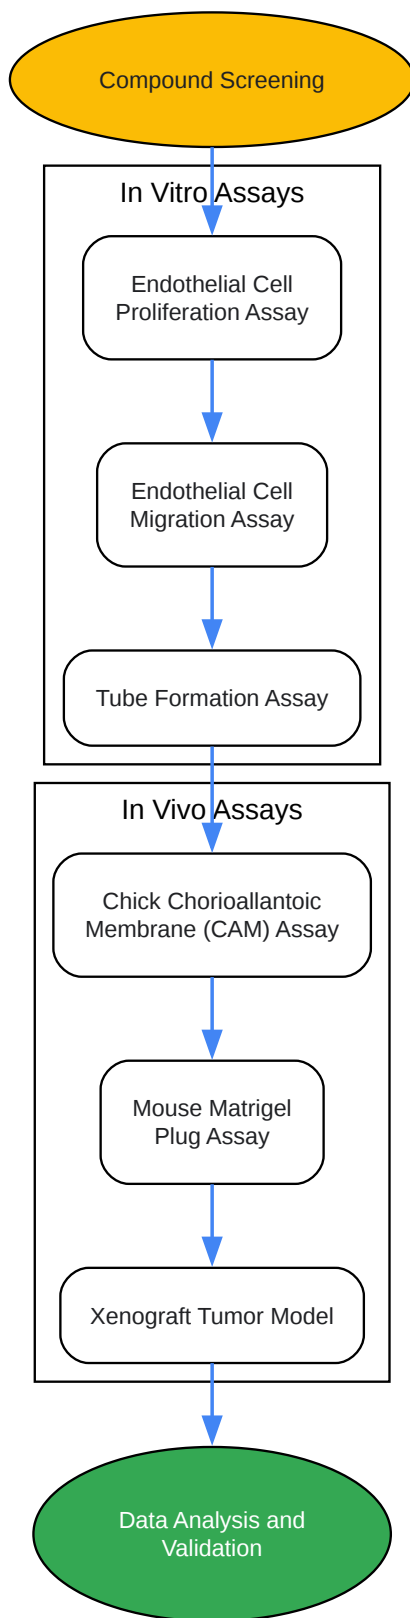 Compound Screening
In Vitro Assays
Endothelial Cell
Proliferation Assay
Endothelial Cell
Migration Assay
Tube Formation Assay
In Vivo Assays
Chick Chorioallantoic
Membrane (CAM) Assay
Mouse Matrigel
Plug Assay
Xenograft Tumor Model
Data Analysis and
Validation